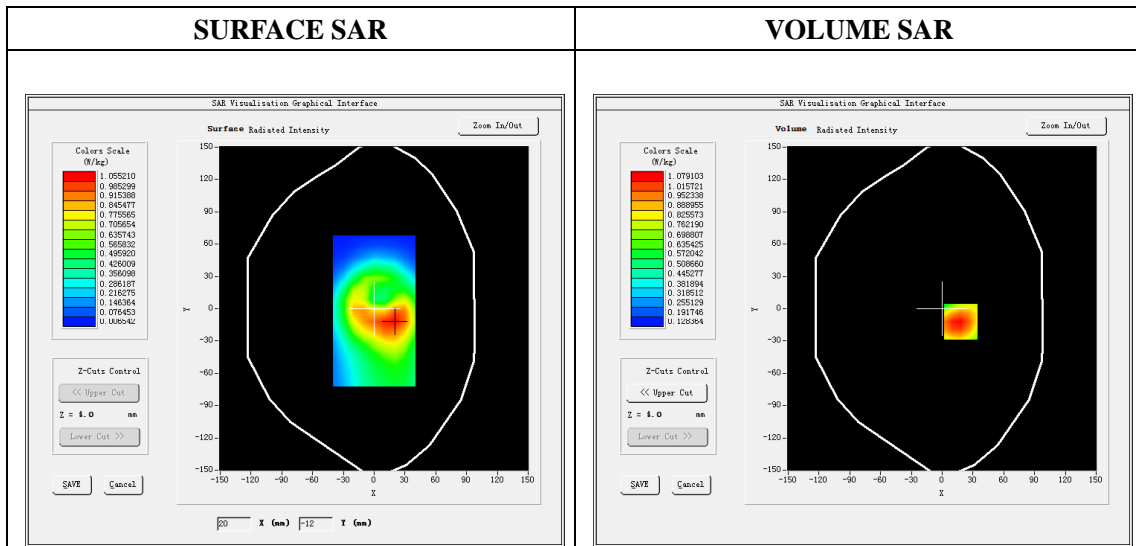 SURFACE SAR
VOLUME SAR
SAR Visualisation Graphical Interface
Surface Radiated Intensity
Zoom In/Out
Colors Scale
(W/kg)
1.055210
0.985299
0.915388
0.845477
0.775565
0.705654
0.635743
0.565832
0.495920
0.426009
0.356098
0.286187
0.216275
0.146364
0.076453
0.006542
Z-Cuts Control
<< Upper Cut
Z = 4.0 mm
Lower Cut >>
SAVE Cancel
150
120
90
60
30
0
-30
-60
-90
-120
-150
Y
-150 -120 -90 -60 -30 0 30 60 90 120 150
X
20 X (mm) -12 Y (mm)
SAR Visualisation Graphical Interface
Volume Radiated Intensity
Zoom In/Out
Colors Scale
(W/kg)
1.079103
1.015721
0.952338
0.888955
0.825573
0.762190
0.698807
0.635425
0.572042
0.508660
0.445277
0.381894
0.318512
0.255129
0.191746
0.128364
Z-Cuts Control
<< Upper Cut
Z = 4.0 mm
Lower Cut >>
SAVE Cancel
150
120
90
60
30
0
-30
-60
-90
-120
-150
Y
-150 -120 -90 -60 -30 0 30 60 90 120 150
X